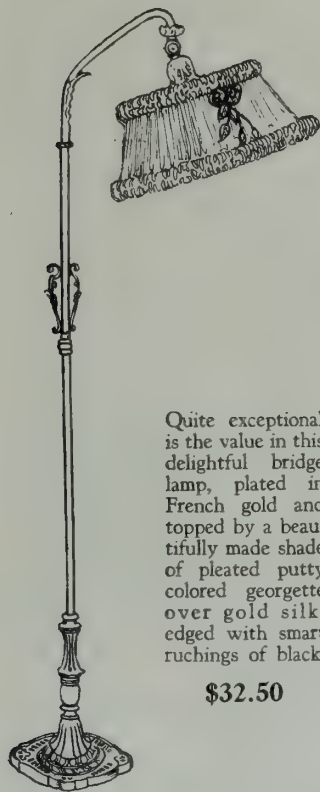 Quite exceptional
is the value in this
delightful bridge
lamp, plated in
French gold and
topped by a beau
tifully made shade
of pleated putty
colored georgette
over gold silk
edged with smart
ruchings of black
$32.50